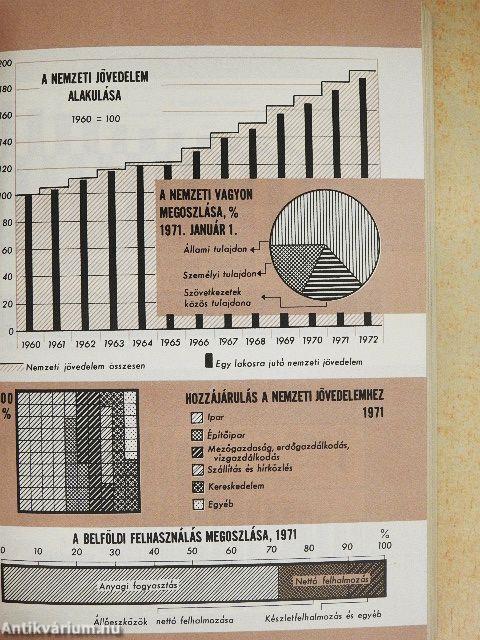 A NEMZETI JÖVEDELEM
ALAKULÁSA
1960 = 100
200
180
160
140
120
100
80
60
40
20
0
A NEMZETI VAGYON
MEGOSZLÁSA, %
1971. JANUÁR 1.
Állami tulajdon
Személyi tulajdon
Szövetkezetek
közös tulajdona
1960 1961 1962 1963 1964 1965 1966 1967 1968 1969 1970 1971 1972
Nemzeti jövedelem összesen
Egy lakosra jutó nemzeti jövedelem
00
%
HOZZÁJÁRULÁS A NEMZETI JÖVEDELEMHEZ
1971
Ipar
Építőipar
Mezőgazdaság, erdőgazdálkodás,
vízgazdálkodás
Szállítás és hírközlés
Kereskedelem
Egyéb
A BELFÖLDI FELHASZNÁLÁS MEGOSZLÁSA, 1971
%
0 10 20 30 40 50 60 70 80 90 100
Anyagi fogyasztás
Nettó felhalmozás
Állóeszközök nettó felhalmozása
Készletfelhalmozás és egyéb
Antikvárium.hu